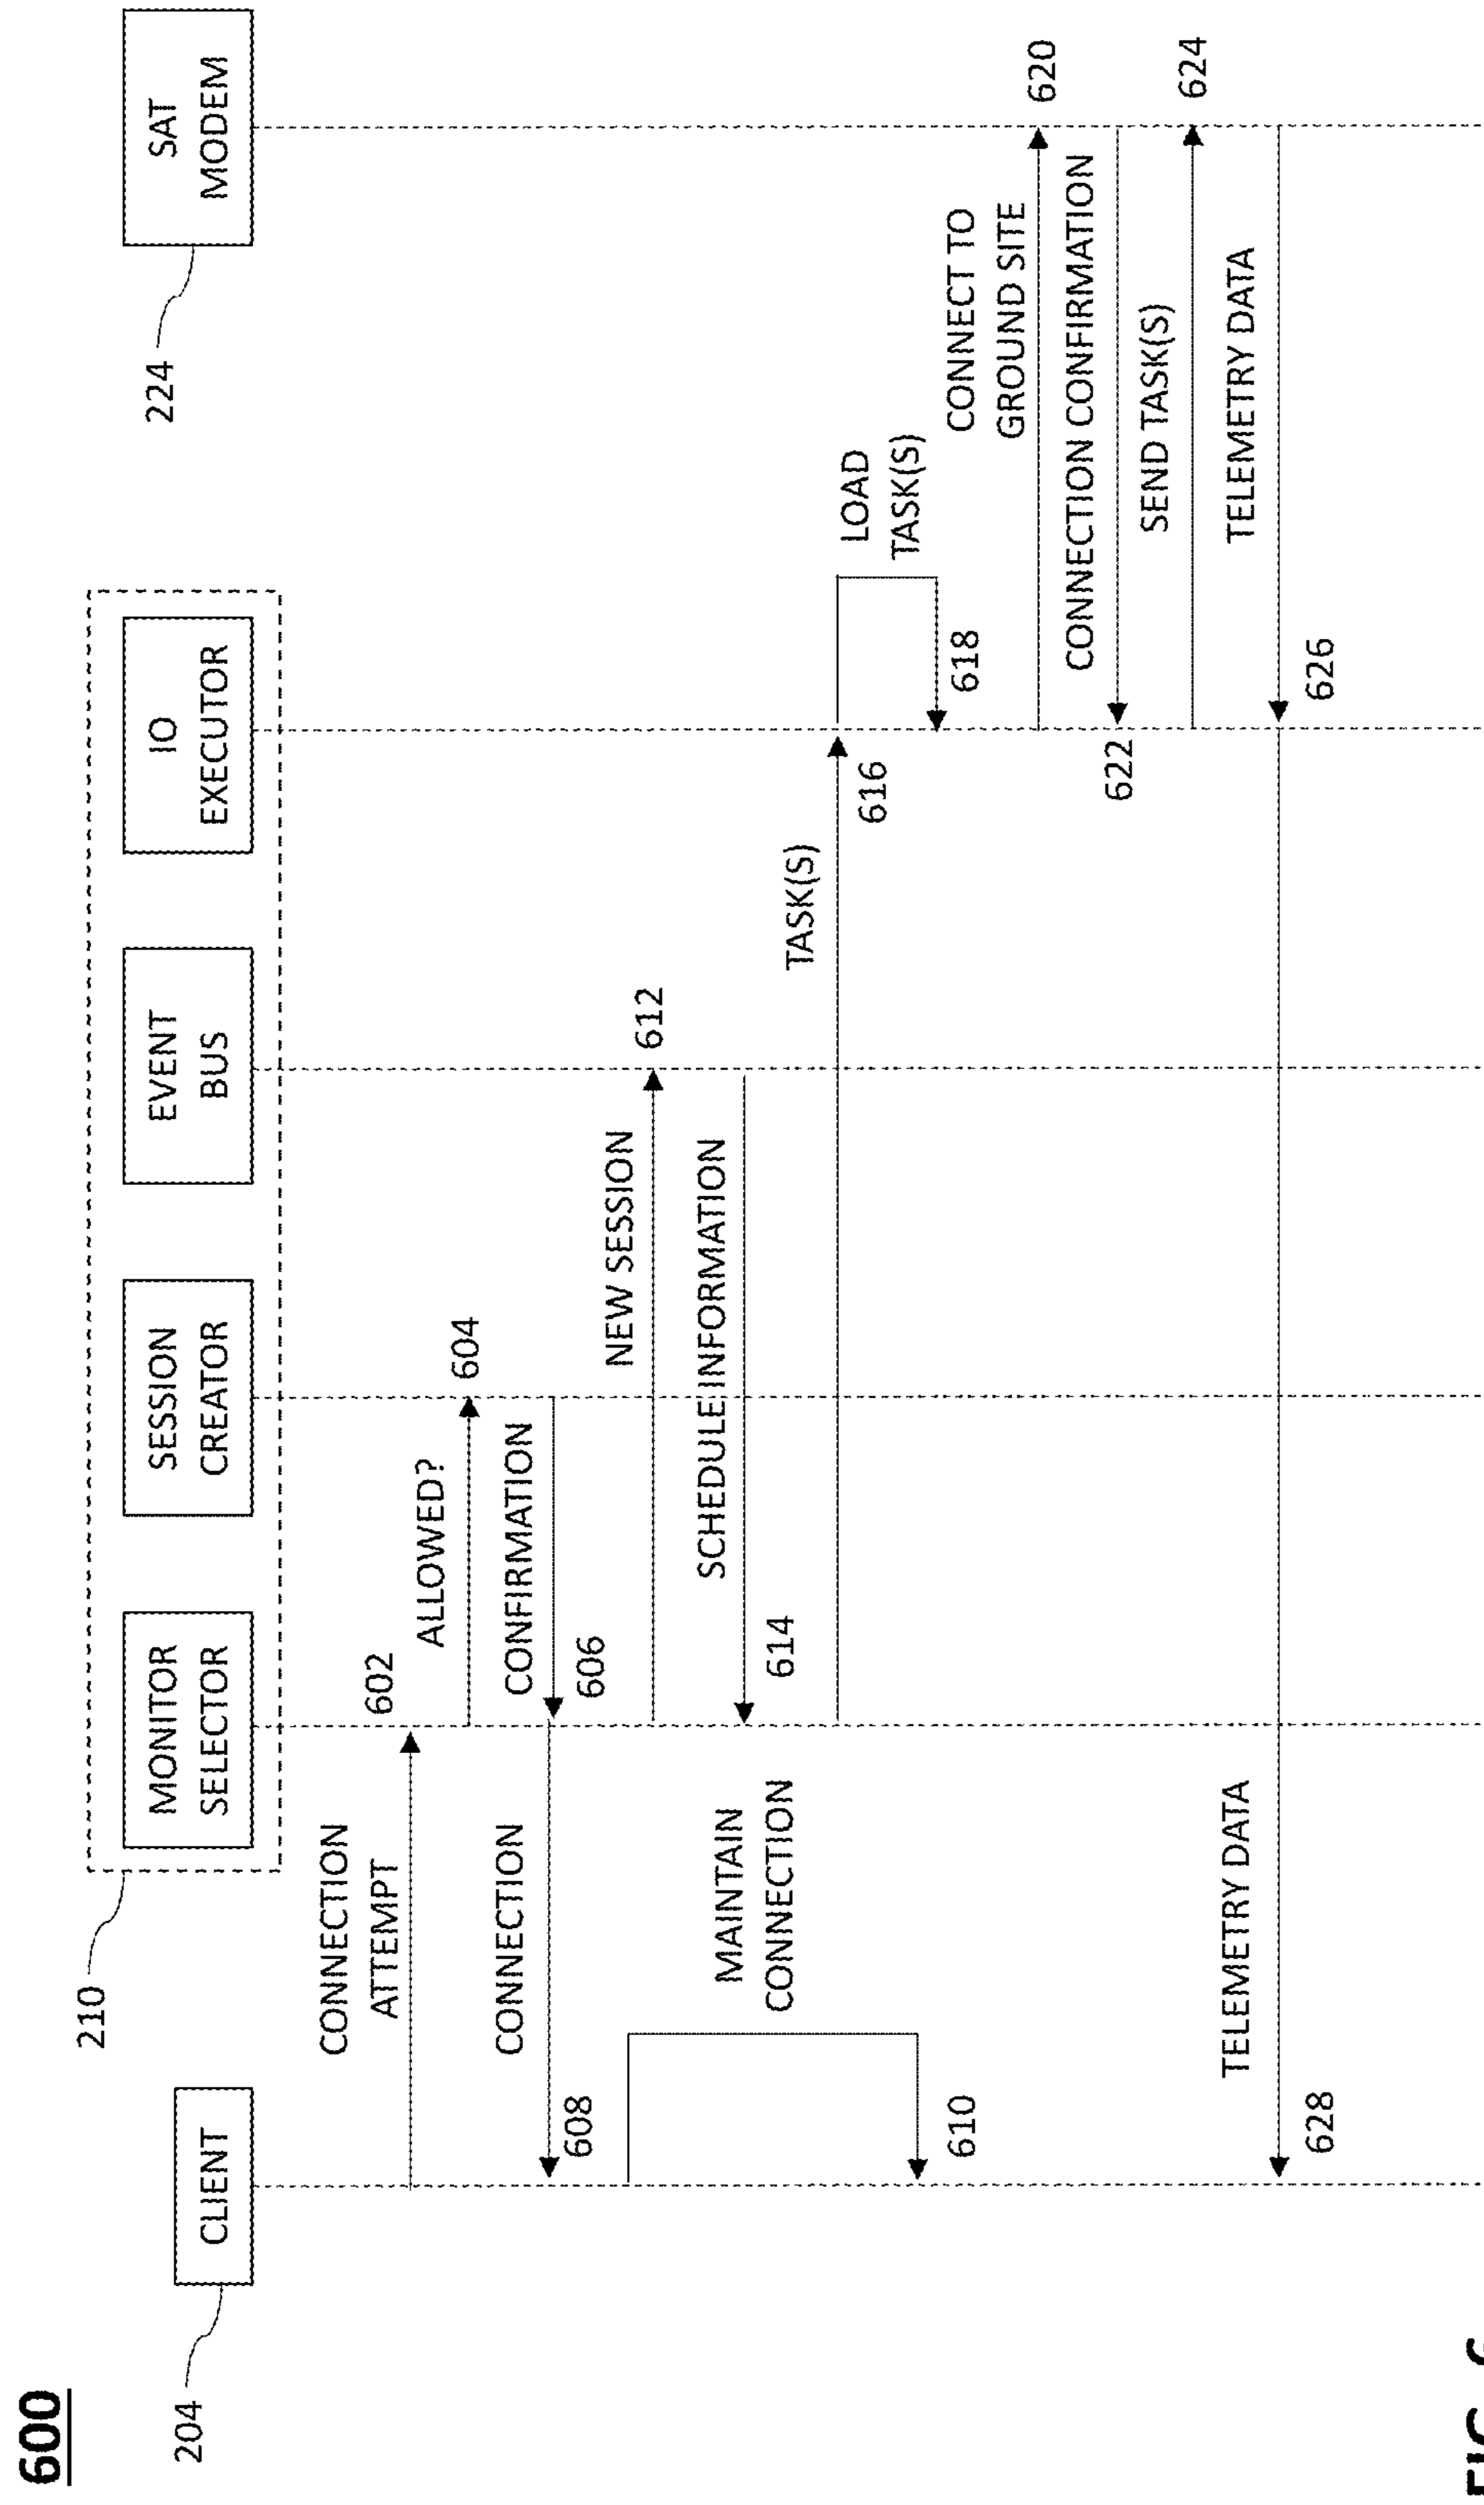 600
204
CLIENT
210
MONITOR
SELECTOR
SESSION
CREATOR
EVENT
BUS
IO
EXECUTOR
224
SAT
MODEM
CONNECTION
ATTEMPT
602
ALLOWED?
604
CONFIRMATION
606
CONNECTION
608
MAINTAIN
CONNECTION
610
NEW SESSION
612
SCHEDULE INFORMATION
614
TASK(S)
616
LOAD
TASK(S)
618
CONNECT TO
GROUND SITE
620
CONNECTION CONFIRMATION
622
SEND TASK(S)
624
TELEMETRY DATA
626
TELEMETRY DATA
628